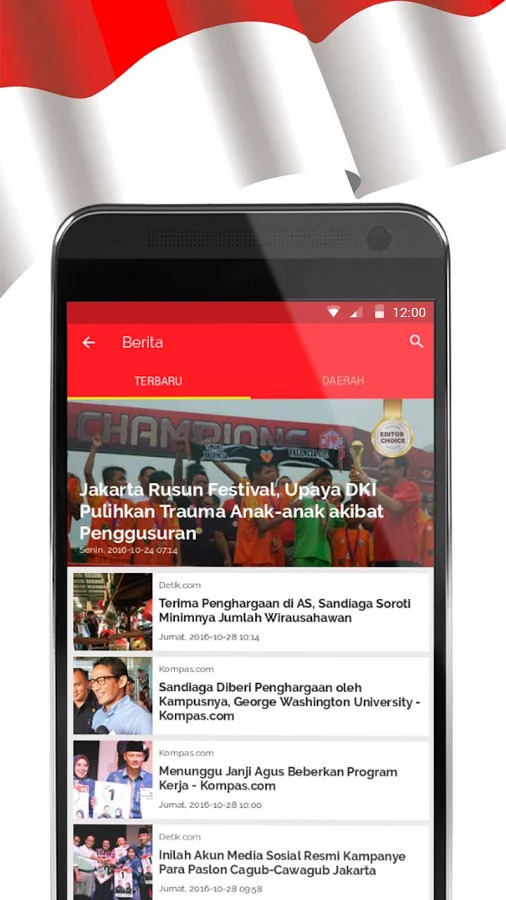 12:00
Berita
TERBARU
DAERAH
CHAMPIONS
VALENCIA CF
EDITOR
CHOICE
Jakarta Rusun Festival, Upaya DKI
Pulihkan Trauma Anak-anak akibat
Penggusuran
Senin, 2016-10-24 07:14
Detik.com
Terima Penghargaan di AS, Sandiaga Soroti
Minimnya Jumlah Wirausahawan
Jumat, 2016-10-28 10:14
Kompas.com
Sandiaga Diberi Penghargaan oleh
Kampusnya, George Washington University -
Kompas.com
Kompas.com
Menunggu Janji Agus Beberkan Program
Kerja - Kompas.com
Jumat, 2016-10-28 10:00
1
Detik.com
Inilah Akun Media Sosial Resmi Kampanye
Para Paslon Cagub-Cawagub Jakarta
Jumat, 2016-10-28 09:58